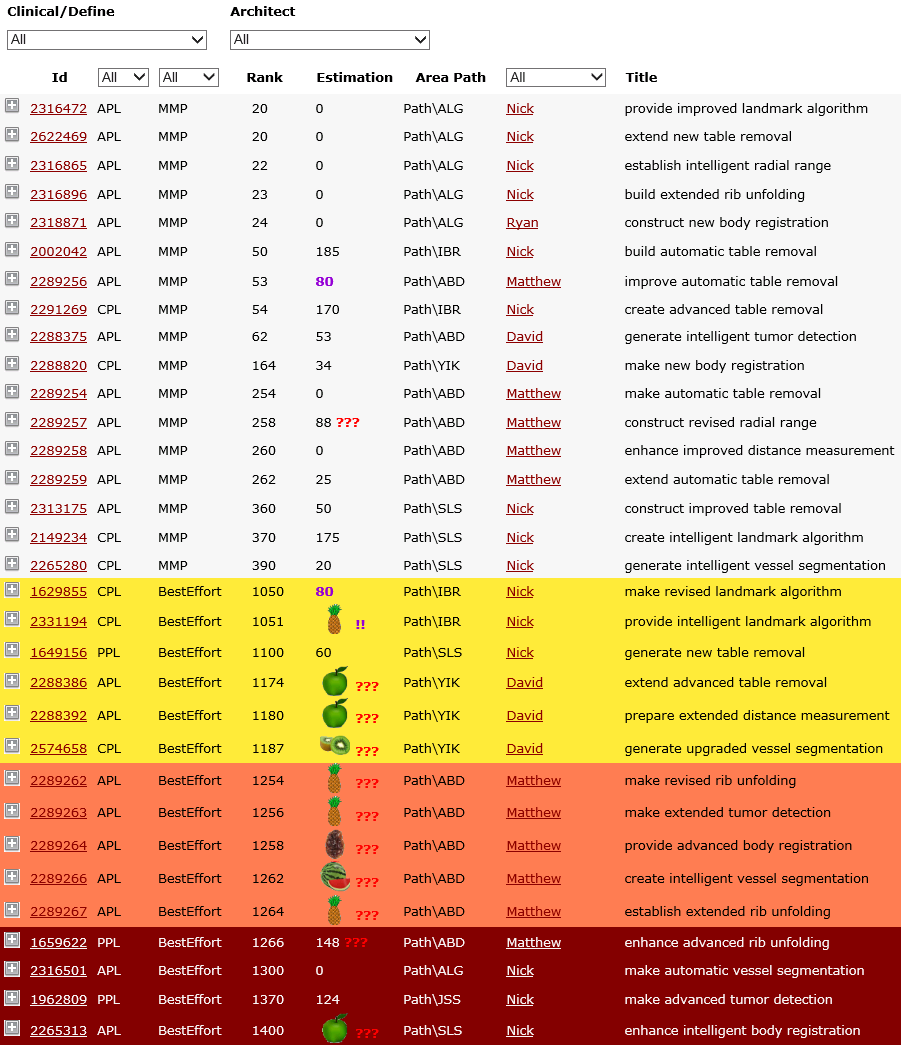 Clinical/Define Architect
All All
Id All All Rank Estimation Area Path All Title
2316472 APL MMP 20 0 Path\ALG Nick provide improved landmark algorithm
2622469 APL MMP 20 0 Path\ALG Nick extend new table removal
2316865 APL MMP 22 0 Path\ALG Nick establish intelligent radial range
2316896 APL MMP 23 0 Path\ALG Nick build extended rib unfolding
2318871 APL MMP 24 0 Path\ALG Ryan construct new body registration
2002042 APL MMP 50 185 Path\IBR Nick build automatic table removal
2289256 APL MMP 53 80 Path\ABD Matthew improve automatic table removal
2291269 CPL MMP 54 170 Path\IBR Nick create advanced table removal
2288375 APL MMP 62 53 Path\ABD David generate intelligent tumor detection
2288820 CPL MMP 164 34 Path\YIK David make new body registration
2289254 APL MMP 254 0 Path\ABD Matthew make automatic table removal
2289257 APL MMP 258 88 ??? Path\ABD Matthew construct revised radial range
2289258 APL MMP 260 0 Path\ABD Matthew enhance improved distance measurement
2289259 APL MMP 262 25 Path\ABD Matthew extend automatic table removal
2313175 APL MMP 360 50 Path\SLS Nick construct improved table removal
2149234 CPL MMP 370 175 Path\SLS Nick create intelligent landmark algorithm
2265280 CPL MMP 390 20 Path\SLS Nick generate intelligent vessel segmentation
1629855 CPL BestEffort 1050 80 Path\IBR Nick make revised landmark algorithm
2331194 CPL BestEffort 1051 !! Path\IBR Nick provide intelligent landmark algorithm
1649156 PPL BestEffort 1100 60 Path\SLS Nick generate new table removal
2288386 APL BestEffort 1174 ??? Path\YIK David extend advanced table removal
2288392 APL BestEffort 1180 ??? Path\YIK David prepare extended distance measurement
2574658 CPL BestEffort 1187 ??? Path\YIK David generate upgraded vessel segmentation
2289262 APL BestEffort 1254 ??? Path\ABD Matthew make revised rib unfolding
2289263 APL BestEffort 1256 ??? Path\ABD Matthew make extended tumor detection
2289264 APL BestEffort 1258 ??? Path\ABD Matthew provide advanced body registration
2289266 APL BestEffort 1262 ??? Path\ABD Matthew create intelligent vessel segmentation
2289267 APL BestEffort 1264 ??? Path\ABD Matthew establish extended rib unfolding
1659622 PPL BestEffort 1266 148 ??? Path\ABD Matthew enhance advanced rib unfolding
2316501 APL BestEffort 1300 0 Path\ALG Nick make automatic vessel segmentation
1962809 PPL BestEffort 1370 124 Path\JSS Nick make advanced tumor detection
2265313 APL BestEffort 1400 ??? Path\SLS Nick enhance intelligent body registration